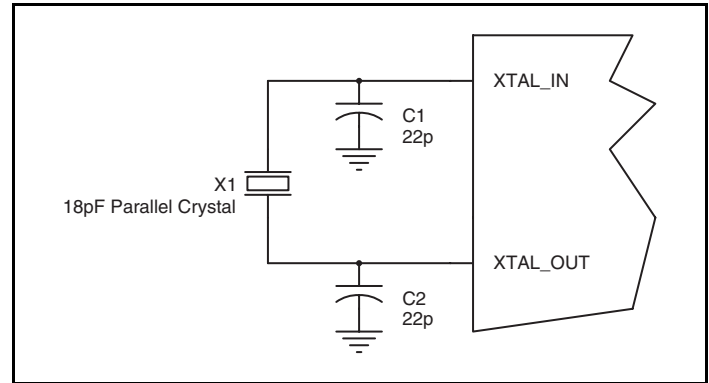 XTAL_IN
C1
22p
X1
18pF Parallel Crystal
XTAL_OUT
C2
22p